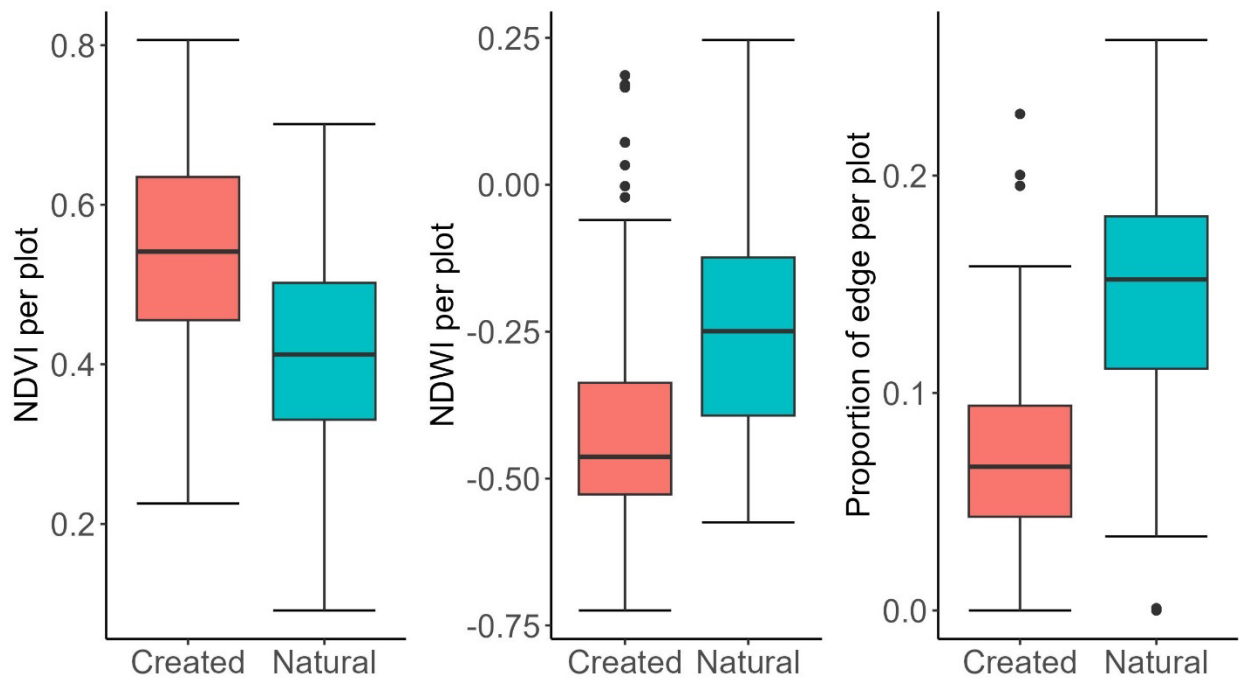 NDVI per plot
0.8
0.6
0.4
0.2
Created Natural
NDWI per plot
0.25
0.00
-0.25
-0.50
-0.75
Created Natural
Proportion of edge per plot
0.2
0.1
0.0
Created Natural